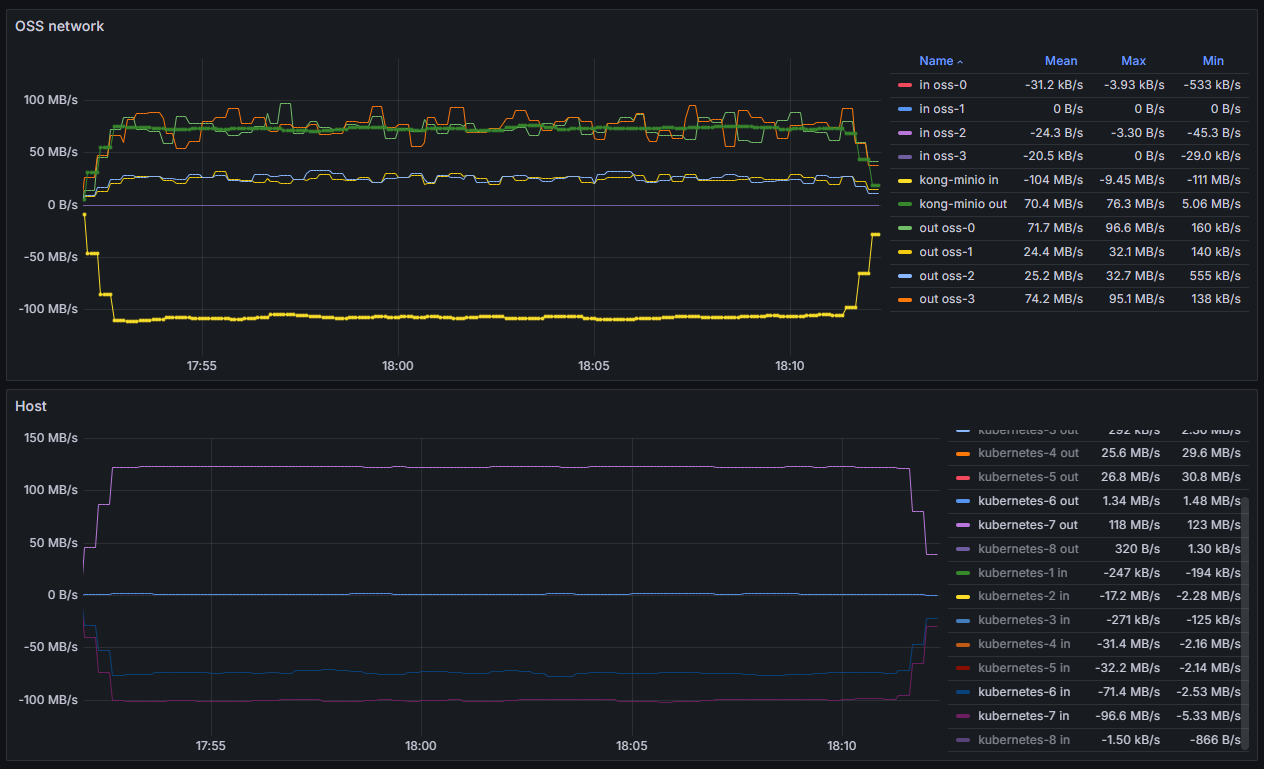 OSS network
100 MB/s
50 MB/s
0 B/s
-50 MB/s
-100 MB/s
17:55 18:00 18:05 18:10
Name Mean Max Min
in oss-0 -31.2 kB/s -3.93 kB/s -533 kB/s
in oss-1 0 B/s 0 B/s 0 B/s
in oss-2 -24.3 B/s -3.30 B/s -45.3 B/s
in oss-3 -20.5 kB/s 0 B/s -29.0 kB/s
kong-minio in -104 MB/s -9.45 MB/s -111 MB/s
kong-minio out 70.4 MB/s 76.3 MB/s 5.06 MB/s
out oss-0 71.7 MB/s 96.6 MB/s 160 kB/s
out oss-1 24.4 MB/s 32.1 MB/s 140 kB/s
out oss-2 25.2 MB/s 32.7 MB/s 555 kB/s
out oss-3 74.2 MB/s 95.1 MB/s 138 kB/s
Host
150 MB/s
100 MB/s
50 MB/s
0 B/s
-50 MB/s
-100 MB/s
17:55 18:00 18:05 18:10
kubernetes-3 out 292 kB/s 2.30 MB/s
kubernetes-4 out 25.6 MB/s 29.6 MB/s
kubernetes-5 out 26.8 MB/s 30.8 MB/s
kubernetes-6 out 1.34 MB/s 1.48 MB/s
kubernetes-7 out 118 MB/s 123 MB/s
kubernetes-8 out 320 B/s 1.30 kB/s
kubernetes-1 in -247 kB/s -194 kB/s
kubernetes-2 in -17.2 MB/s -2.28 MB/s
kubernetes-3 in -271 kB/s -125 kB/s
kubernetes-4 in -31.4 MB/s -2.16 MB/s
kubernetes-5 in -32.2 MB/s -2.14 MB/s
kubernetes-6 in -71.4 MB/s -2.53 MB/s
kubernetes-7 in -96.6 MB/s -5.33 MB/s
kubernetes-8 in -1.50 kB/s -866 B/s